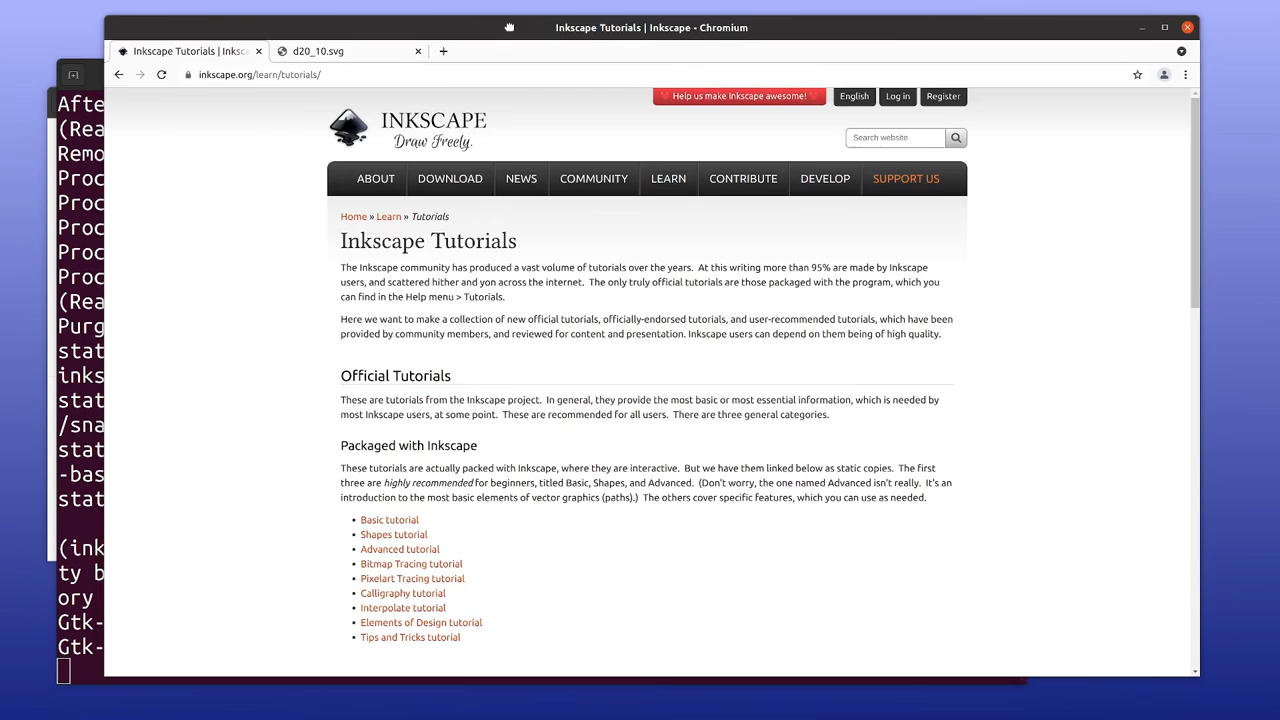 Inkscape Tutorials | Inkscape - Chromium
Inkscape Tutorials | Inksc
d20_10.svg
inkscape.org/learn/tutorials/
Help us make Inkscape awesome!
English
Log in
Register
INKSCAPE
Draw Freely.
Search website
ABOUT DOWNLOAD NEWS COMMUNITY LEARN CONTRIBUTE DEVELOP SUPPORT US
Home » Learn » Tutorials
Inkscape Tutorials
The Inkscape community has produced a vast volume of tutorials over the years. At this writing more than 95% are made by Inkscape
users, and scattered hither and yon across the internet. The only truly official tutorials are those packaged with the program, which you
can find in the Help menu > Tutorials.
Here we want to make a collection of new official tutorials, officially-endorsed tutorials, and user-recommended tutorials, which have been
provided by community members, and reviewed for content and presentation. Inkscape users can depend on them being of high quality.
Official Tutorials
These are tutorials from the Inkscape project. In general, they provide the most basic or most essential information, which is needed by
most Inkscape users, at some point. These are recommended for all users. There are three general categories.
Packaged with Inkscape
These tutorials are actually packed with Inkscape, where they are interactive. But we have them linked below as static copies. The first
three are highly recommended for beginners, titled Basic, Shapes, and Advanced. (Don't worry, the one named Advanced isn't really. It's an
introduction to the most basic elements of vector graphics (paths).) The others cover specific features, which you can use as needed.
• Basic tutorial
• Shapes tutorial
• Advanced tutorial
• Bitmap Tracing tutorial
• Pixelart Tracing tutorial
• Calligraphy tutorial
• Interpolate tutorial
• Elements of Design tutorial
• Tips and Tricks tutorial
Afte
(Rea
Remo
Proc
Proc
Proc
Proc
Proc
(Rea
Purg
stat
inks
stat
/sna
stat
-bas
stat
(ink
ty b
ory
Gtk-
Gtk-